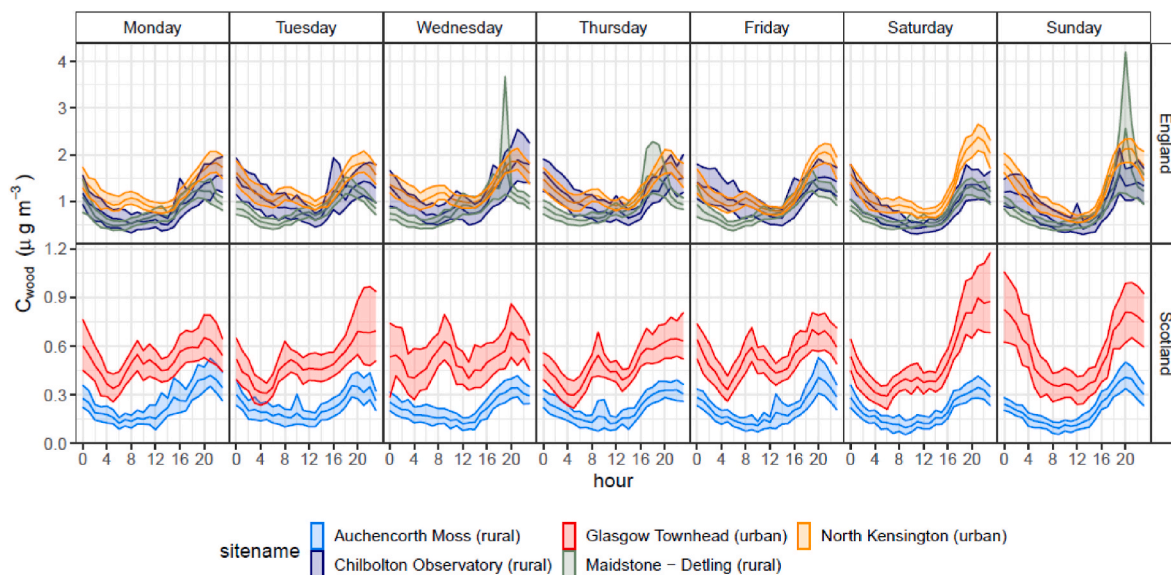 Monday Tuesday Wednesday Thursday Friday Saturday Sunday
4
3
2
1
England
1.2
0.9
0.6
0.3
0.0
Scotland
C wood (μ g m⁻³)
0 4 8 12 16 20 0 4 8 12 16 20 0 4 8 12 16 20 0 4 8 12 16 20 0 4 8 12 16 20 0 4 8 12 16 20 0 4 8 12 16 20
hour
sitename
Auchencorth Moss (rural) Glasgow Townhead (urban) North Kensington (urban)
Chilbolton Observatory (rural) Maidstone − Detling (rural)